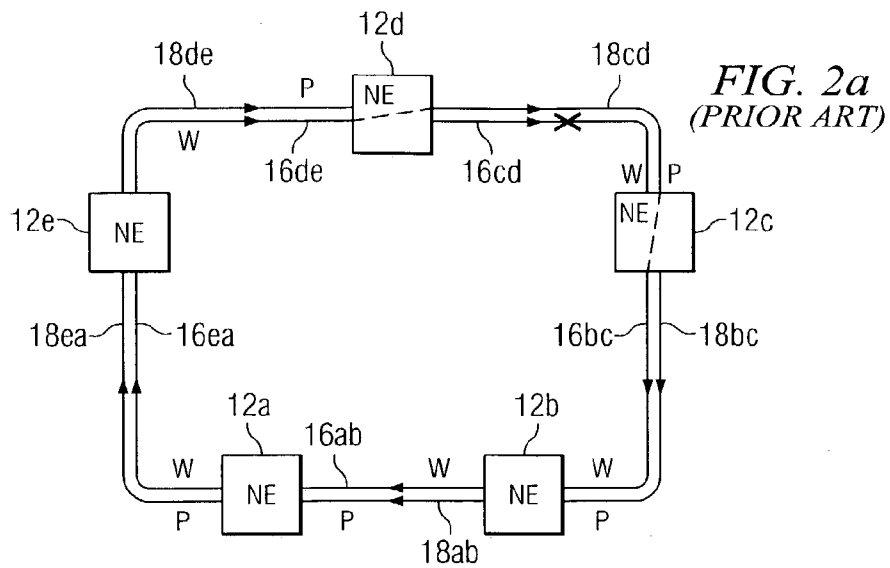 12d
18de
18cd
FIG. 2a
(PRIOR ART)
P
NE
W
16de
16cd
W P
12e
NE
NE
12c
18ea
16ea
16bc
18bc
12a
16ab
12b
W
W
W
NE
NE
P
P
P
18ab